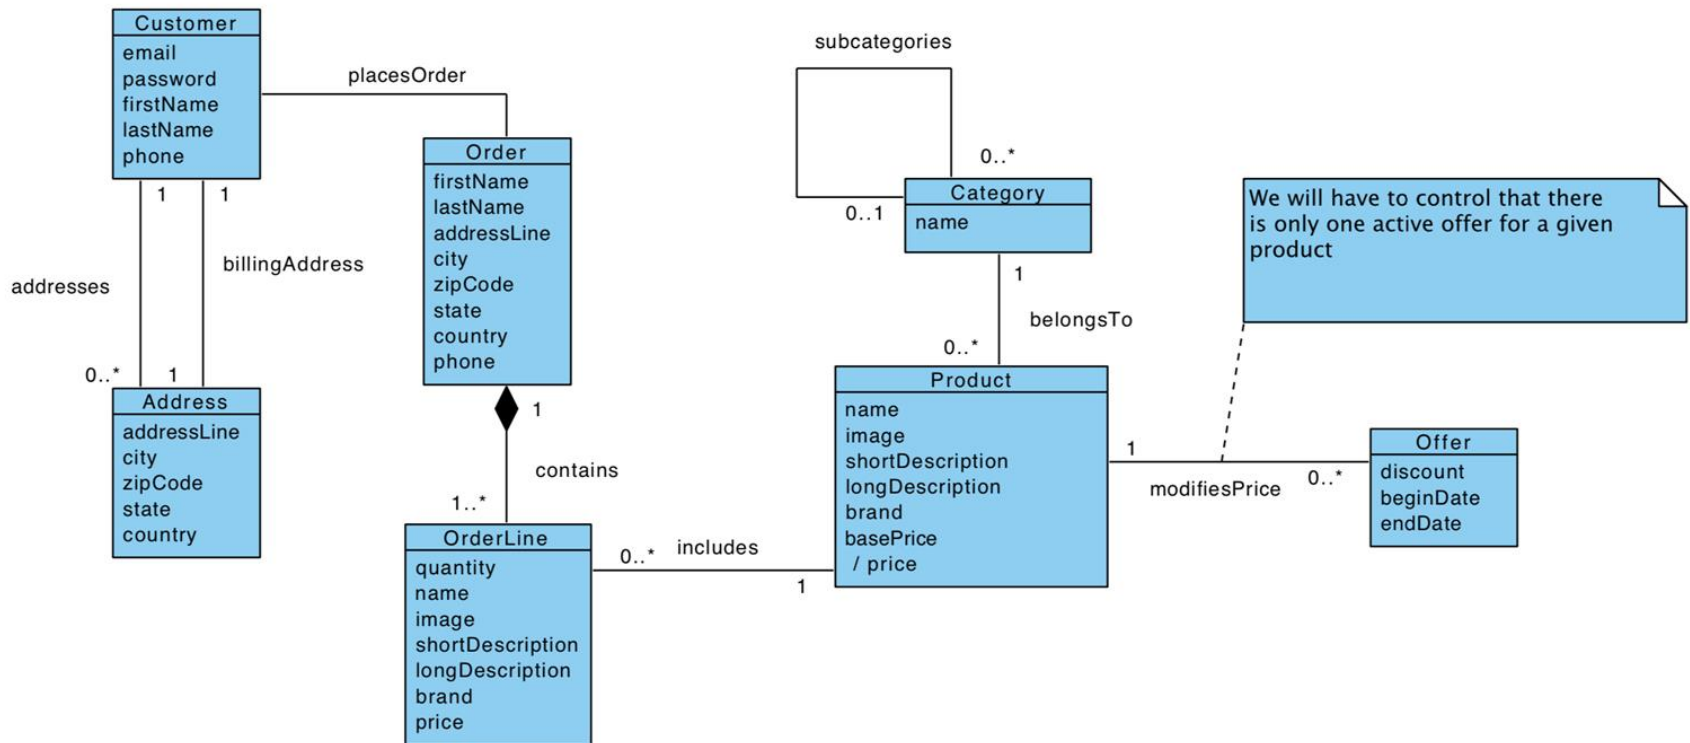 Customer
email
password
firstName
lastName
phone
placesOrder
1
1
addresses
billingAddress
0..*
1
Address
addressLine
city
zipCode
state
country
Order
firstName
lastName
addressLine
city
zipCode
state
country
phone
1
contains
1..*
OrderLine
quantity
name
image
shortDescription
longDescription
brand
price
0..*
includes
1
subcategories
0..*
0..1
Category
name
1
belongsTo
0..*
Product
name
image
shortDescription
longDescription
brand
basePrice
/ price
1
modifiesPrice
0..*
Offer
discount
beginDate
endDate
We will have to control that there
is only one active offer for a given
product